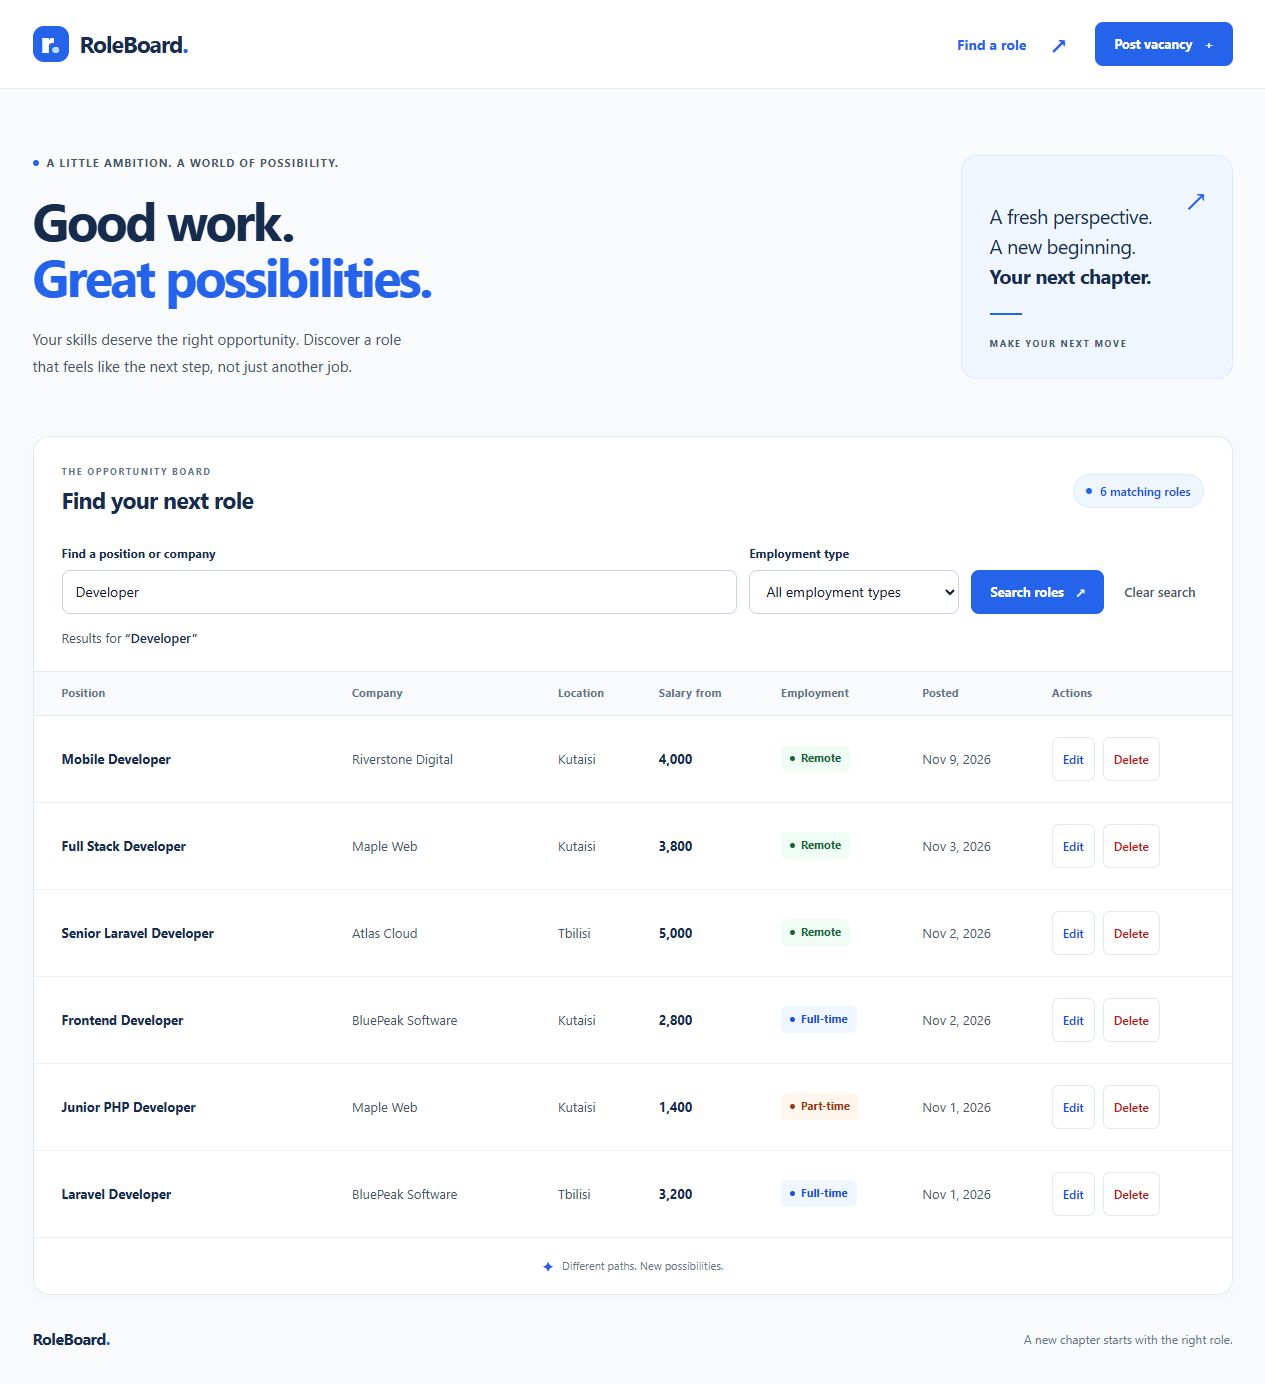 r. RoleBoard.
Find a role ↗
Post vacancy +
A LITTLE AMBITION. A WORLD OF POSSIBILITY.
Good work.
Great possibilities.
Your skills deserve the right opportunity. Discover a role
that feels like the next step, not just another job.
↗
A fresh perspective.
A new beginning.
Your next chapter.
MAKE YOUR NEXT MOVE
THE OPPORTUNITY BOARD
Find your next role
6 matching roles
Find a position or company
Employment type
Developer
All employment types
Search roles ↗
Clear search
Results for “Developer”
Position Company Location Salary from Employment Posted Actions
Mobile Developer Riverstone Digital Kutaisi 4,000 Remote Nov 9, 2026 Edit Delete
Full Stack Developer Maple Web Kutaisi 3,800 Remote Nov 3, 2026 Edit Delete
Senior Laravel Developer Atlas Cloud Tbilisi 5,000 Remote Nov 2, 2026 Edit Delete
Frontend Developer BluePeak Software Kutaisi 2,800 Full-time Nov 2, 2026 Edit Delete
Junior PHP Developer Maple Web Kutaisi 1,400 Part-time Nov 1, 2026 Edit Delete
Laravel Developer BluePeak Software Tbilisi 3,200 Full-time Nov 1, 2026 Edit Delete
✦ Different paths. New possibilities.
RoleBoard.
A new chapter starts with the right role.